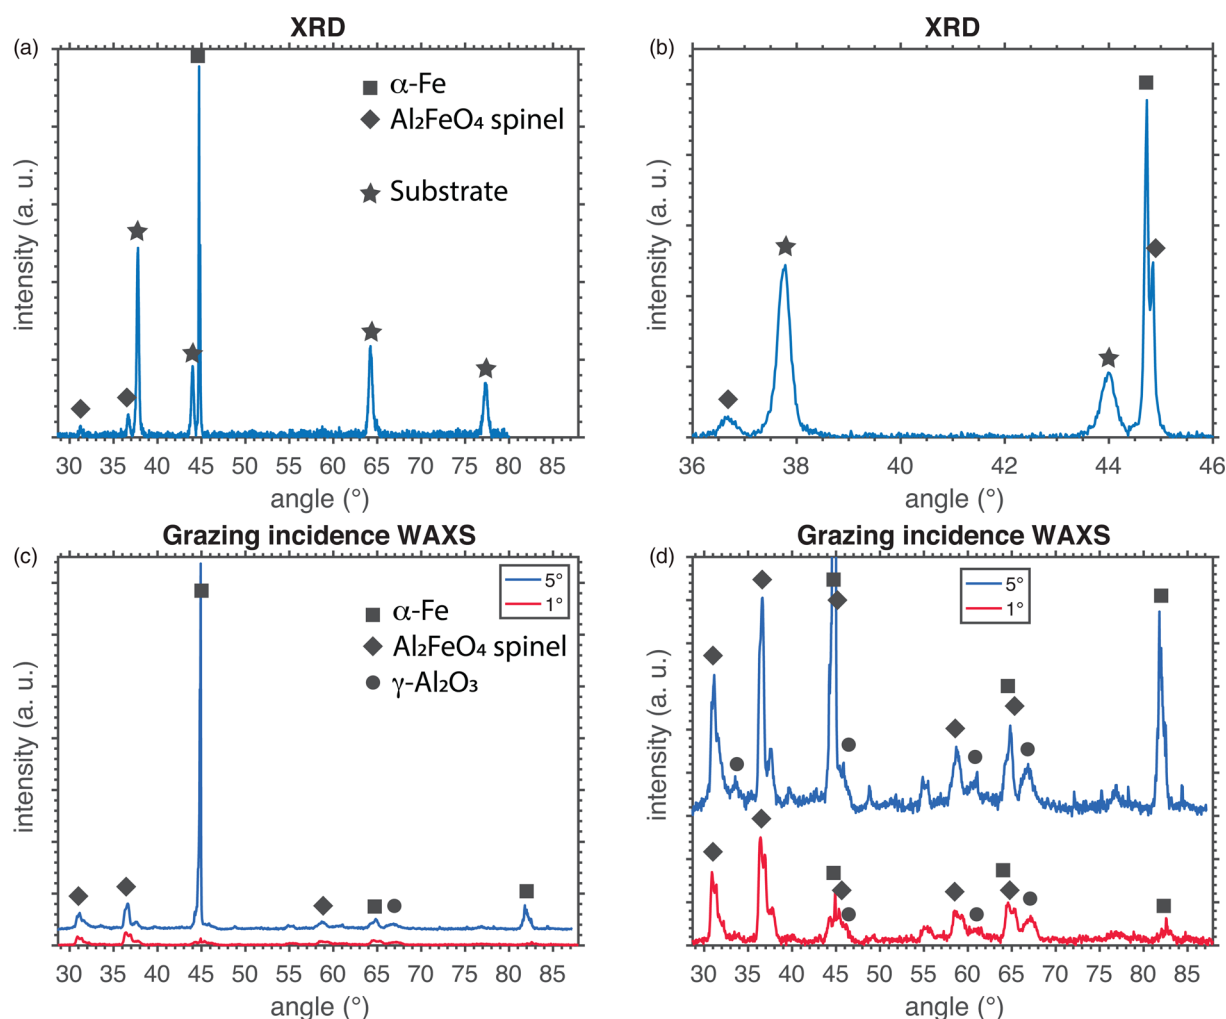 (a)
XRD
α-Fe
Al₂FeO₄ spinel
Substrate
intensity (a. u.)
30 35 40 45 50 55 60 65 70 75 80 85
angle (°)
(b)
XRD
intensity (a. u.)
36 38 40 42 44 46
angle (°)
(c)
Grazing incidence WAXS
5°
1°
α-Fe
Al₂FeO₄ spinel
γ-Al₂O₃
intensity (a. u.)
30 35 40 45 50 55 60 65 70 75 80 85
angle (°)
(d)
Grazing incidence WAXS
5°
1°
intensity (a. u.)
30 35 40 45 50 55 60 65 70 75 80 85
angle (°)